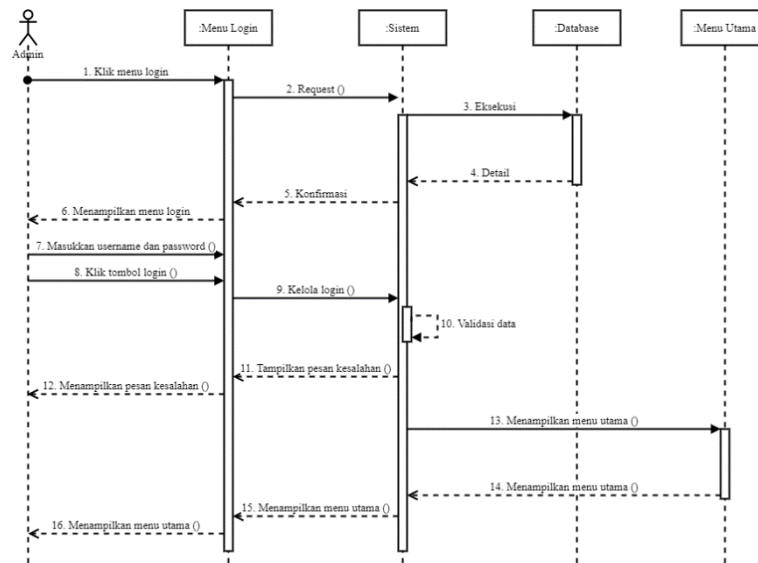 :Menu Login
:Sistem
:Database
:Menu Utama
Admin
1. Klik menu login
2. Request ()
3. Eksekusi
4. Detail
5. Konfirmasi
6. Menampilkan menu login
7. Masukkan username dan password ()
8. Klik tombol login ()
9. Kelola login ()
10. Validasi data
11. Tampilkan pesan kesalahan ()
12. Menampilkan pesan kesalahan ()
13. Menampilkan menu utama ()
14. Menampilkan menu utama ()
15. Menampilkan menu utama ()
16. Menampilkan menu utama ()